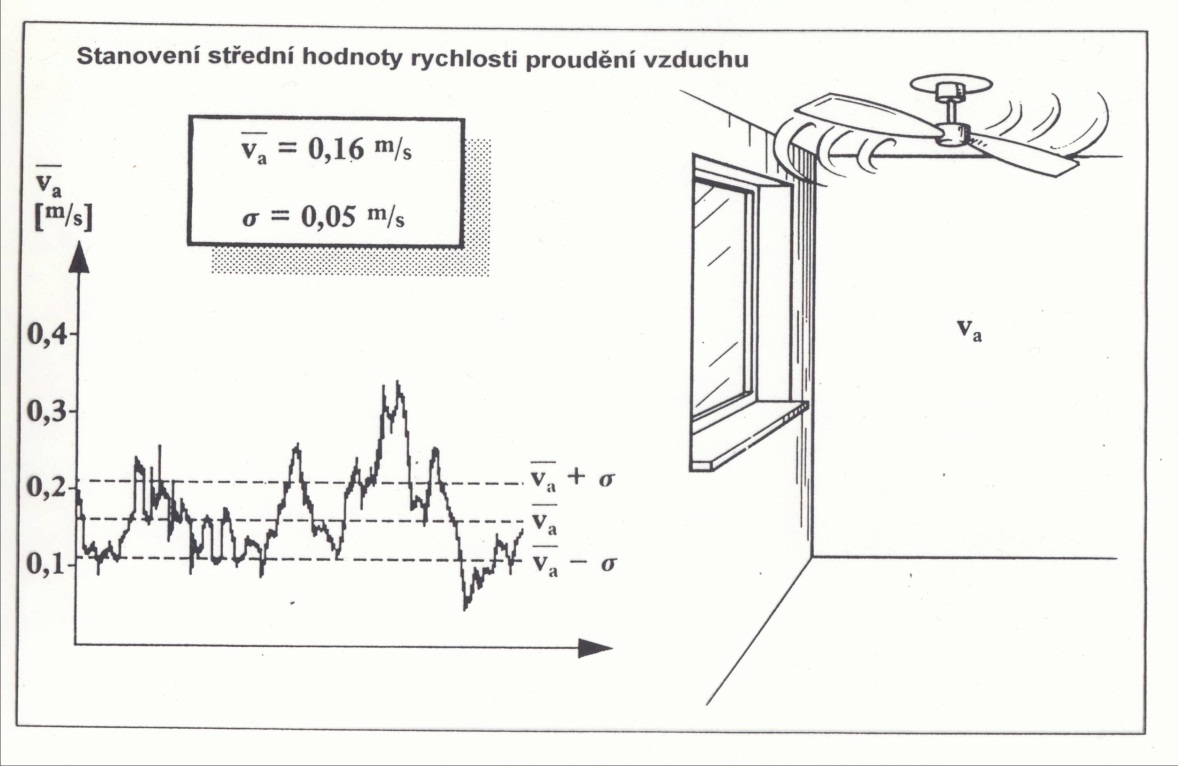 Stanovení střední hodnoty rychlosti proudění vzduchu
v̅ₐ = 0,16 m/s
σ = 0,05 m/s
v̅ₐ
[m/s]
0,4
0,3
0,2
0,1
v̅ₐ + σ
v̅ₐ
v̅ₐ − σ
vₐ